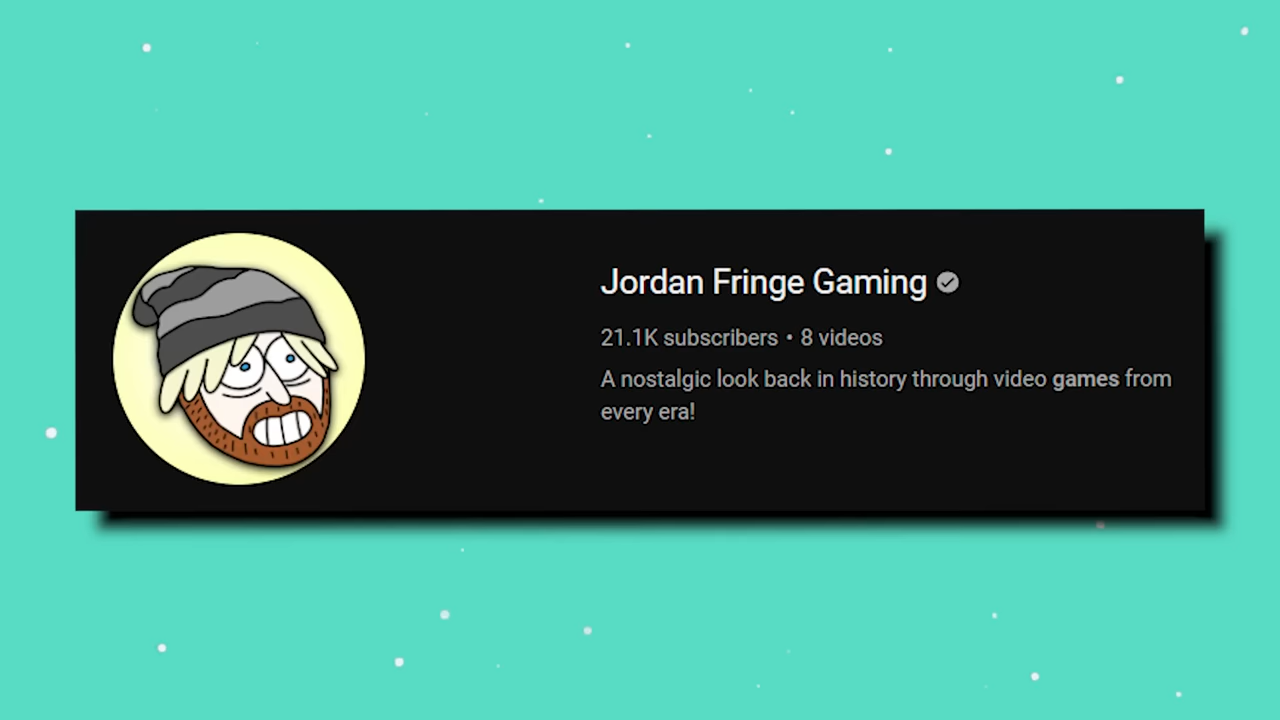 Jordan Fringe Gaming
21.1K subscribers • 8 videos
A nostalgic look back in history through video games from
every era!